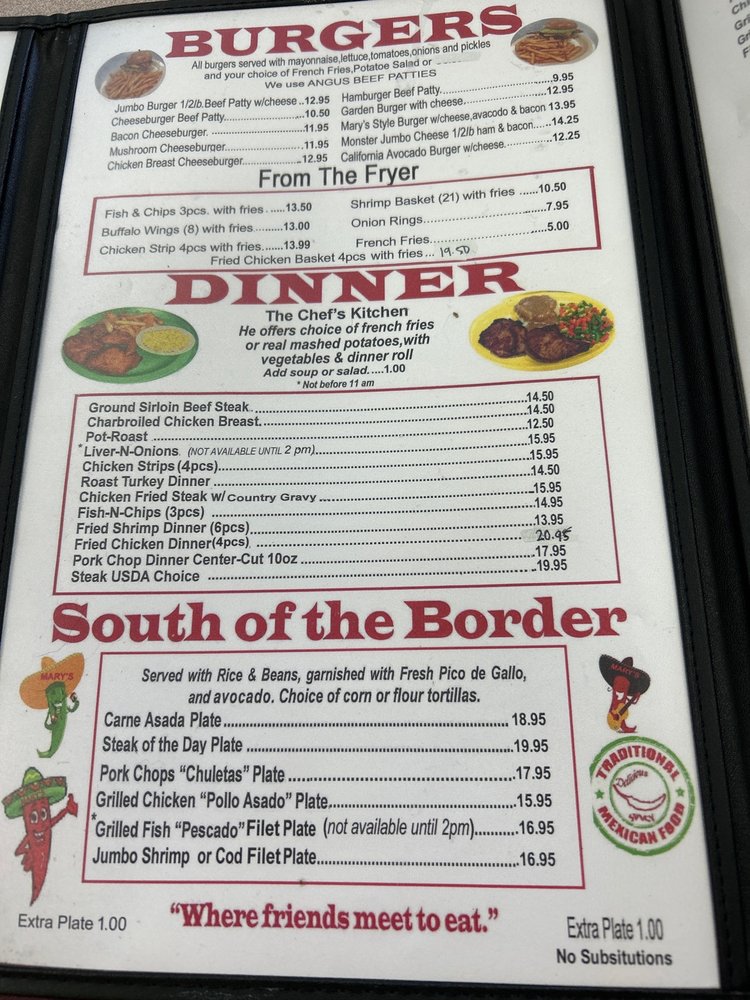 BURGERS
All burgers served with mayonnaise,lettuce,tomatoes,onions and pickles
and your choice of French Fries,Potatoe Salad or
We use ANGUS BEEF PATTIES
Jumbo Burger 1/2lb.Beef Patty w/cheese..12.95
Cheeseburger Beef Patty....................10.50
Bacon Cheeseburger. ........................11.95
Mushroom Cheeseburger....................11.95
Chicken Breast Cheeseburger...............12.95
Hamburger Beef Patty............................9.95
Garden Burger with cheese.....................12.95
Mary's Style Burger w/cheese,avacodo & bacon 13.95
Monster Jumbo Cheese 1/2lb ham & bacon......14.25
California Avocado Burger w/cheese...............12.25
From The Fryer
Fish & Chips 3pcs. with fries ......13.50
Buffalo Wings (8) with fries.........13.00
Chicken Strip 4pcs with fries.......13.99
Shrimp Basket (21) with fries ......10.50
Onion Rings..............................7.95
French Fries.............................5.00
Fried Chicken Basket 4pcs with fries... 19.50
DINNER
The Chef's Kitchen
He offers choice of french fries
or real mashed potatoes,with
vegetables & dinner roll
Add soup or salad.....1.00
* Not before 11 am
Ground Sirloin Beef Steak..............................14.50
Charbroiled Chicken Breast............................14.50
Pot-Roast ..............................12.50
*Liver-N-Onions. (NOT AVAILABLE UNTIL 2 pm)..............................15.95
Chicken Strips (4pcs)..............................15.95
Roast Turkey Dinner ..............................14.50
Chicken Fried Steak w/ Country Gravy ..............................15.95
Fish-N-Chips (3pcs) ..............................14.95
Fried Shrimp Dinner (6pcs)..............................13.95
Fried Chicken Dinner(4pcs) ..............................20.95
Pork Chop Dinner Center-Cut 10oz ..............................17.95
Steak USDA Choice ..............................19.95
South of the Border
MARY'S
MARY'S
Served with Rice & Beans, garnished with Fresh Pico de Gallo,
and avocado. Choice of corn or flour tortillas.
Carne Asada Plate.............................. 18.95
Steak of the Day Plate ..............................19.95
Pork Chops "Chuletas" Plate ..............................17.95
Grilled Chicken "Pollo Asado" Plate..............................15.95
*Grilled Fish "Pescado" Filet Plate (not available until 2pm)...........16.95
Jumbo Shrimp or Cod Filet Plate..............................16.95
TRADITIONAL
Delicious
SPICY
MEXICAN FOOD
Extra Plate 1.00
"Where friends meet to eat."
Extra Plate 1.00
No Subsitutions